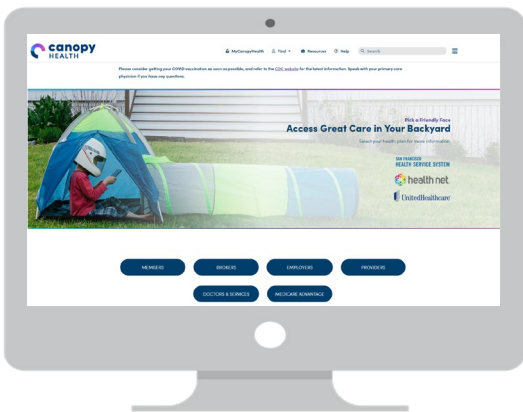 canopy
HEALTH
MyCanopyHealth Find Resources Help Search
Please consider getting your COVID vaccination as soon as possible, and refer to the CDC website for the latest information. Speak with your primary care
physician if you have any questions.
Pick a Friendly Face
Access Great Care in Your Backyard
Select your health plan for more information
SAN FRANCISCO
HEALTH SERVICE SYSTEM
health net
UnitedHealthcare
MEMBERS BROKERS EMPLOYERS PROVIDERS
DOCTORS & SERVICES MEDICARE ADVANTAGE